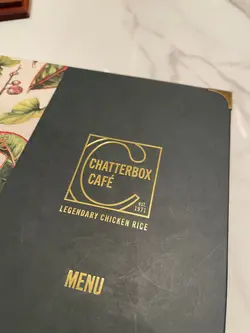 CHATTERBOX
CAFÉ
est.
1971
LEGENDARY CHICKEN RICE
MENU